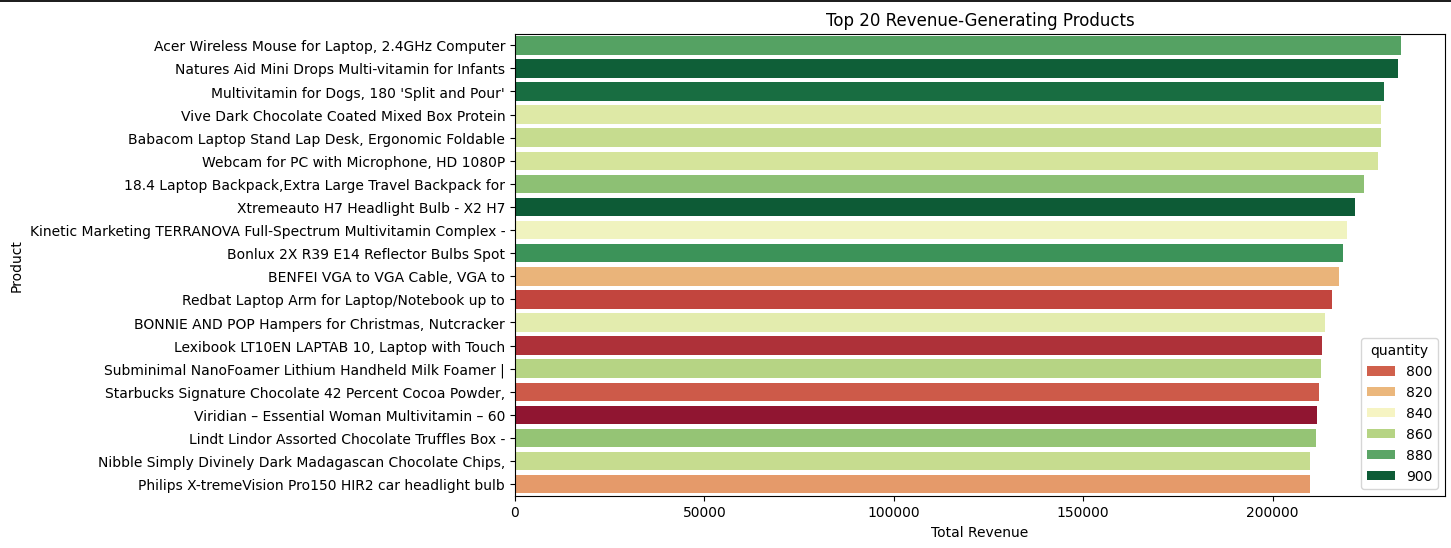 Top 20 Revenue-Generating Products
Product
Acer Wireless Mouse for Laptop, 2.4GHz Computer
Natures Aid Mini Drops Multi-vitamin for Infants
Multivitamin for Dogs, 180 'Split and Pour'
Vive Dark Chocolate Coated Mixed Box Protein
Babacom Laptop Stand Lap Desk, Ergonomic Foldable
Webcam for PC with Microphone, HD 1080P
18.4 Laptop Backpack,Extra Large Travel Backpack for
Xtremeauto H7 Headlight Bulb - X2 H7
Kinetic Marketing TERRANOVA Full-Spectrum Multivitamin Complex -
Bonlux 2X R39 E14 Reflector Bulbs Spot
BENFEI VGA to VGA Cable, VGA to
Redbat Laptop Arm for Laptop/Notebook up to
BONNIE AND POP Hampers for Christmas, Nutcracker
Lexibook LT10EN LAPTAB 10, Laptop with Touch
Subminimal NanoFoamer Lithium Handheld Milk Foamer |
Starbucks Signature Chocolate 42 Percent Cocoa Powder,
Viridian – Essential Woman Multivitamin – 60
Lindt Lindor Assorted Chocolate Truffles Box -
Nibble Simply Divinely Dark Madagascan Chocolate Chips,
Philips X-tremeVision Pro150 HIR2 car headlight bulb
quantity
800
820
840
860
880
900
0 50000 100000 150000 200000
Total Revenue